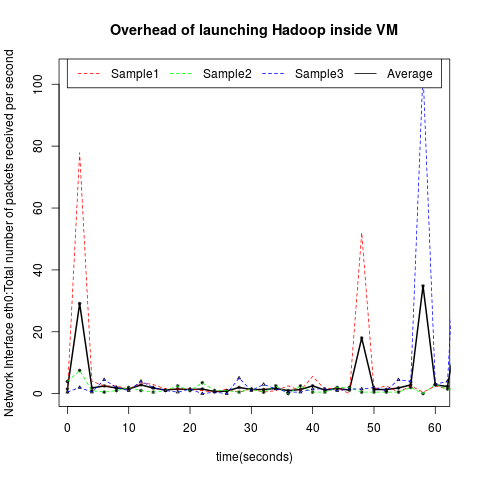 Overhead of launching Hadoop inside VM
Sample1 Sample2 Sample3 Average
Network Interface eth0:Total number of packets received per second
100
80
60
40
20
0
0 10 20 30 40 50 60
time(seconds)